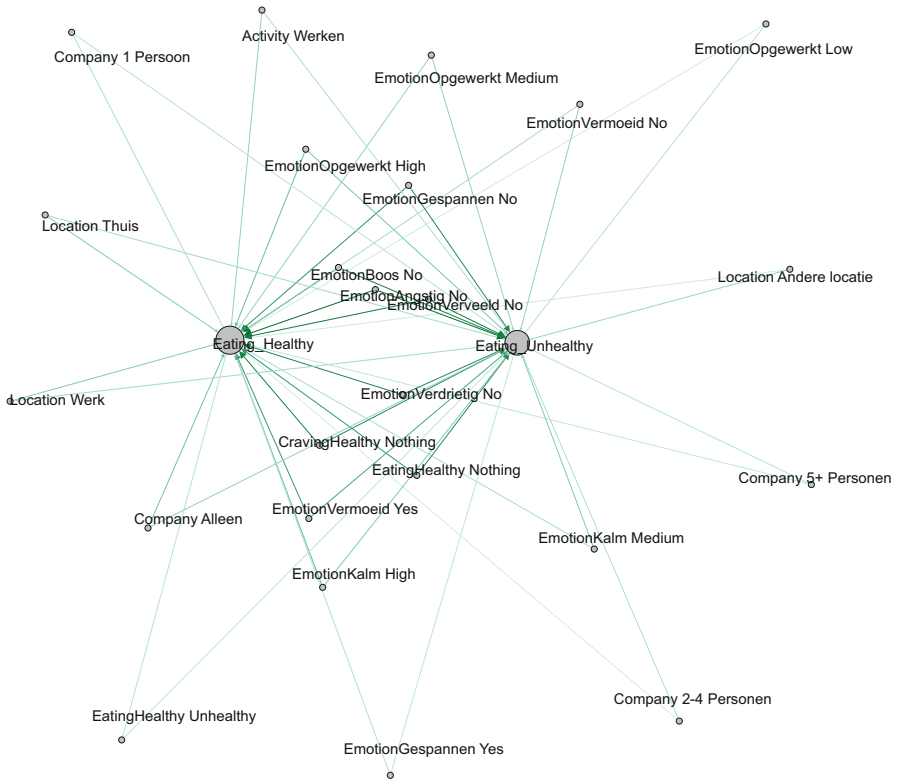 Activity Werken
EmotionOpgewerkt Low
Company 1 Persoon
EmotionOpgewerkt Medium
EmotionVermoeid No
EmotionOpgewerkt High
EmotionGespannen No
Location Thuis
EmotionBoos No
Location Andere locatie
EmotionAngstig No
EmotionVerveeld No
Eating_Healthy
Eating_Unhealthy
EmotionVerdrietig No
Location Werk
CravingHealthy Nothing
EatingHealthy Nothing
Company 5+ Personen
EmotionVermoeid Yes
Company Alleen
EmotionKalm Medium
EmotionKalm High
Company 2-4 Personen
EatingHealthy Unhealthy
EmotionGespannen Yes